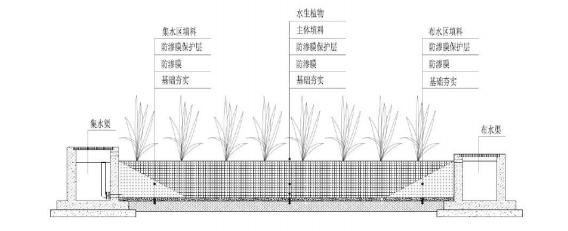 水生植物
集水区填料
主体填料
布水区填料
防渗膜保护层
防渗膜保护层
防渗膜保护层
防渗膜
防渗膜
防渗膜
基础夯实
基础夯实
基础夯实
集水渠
布水渠